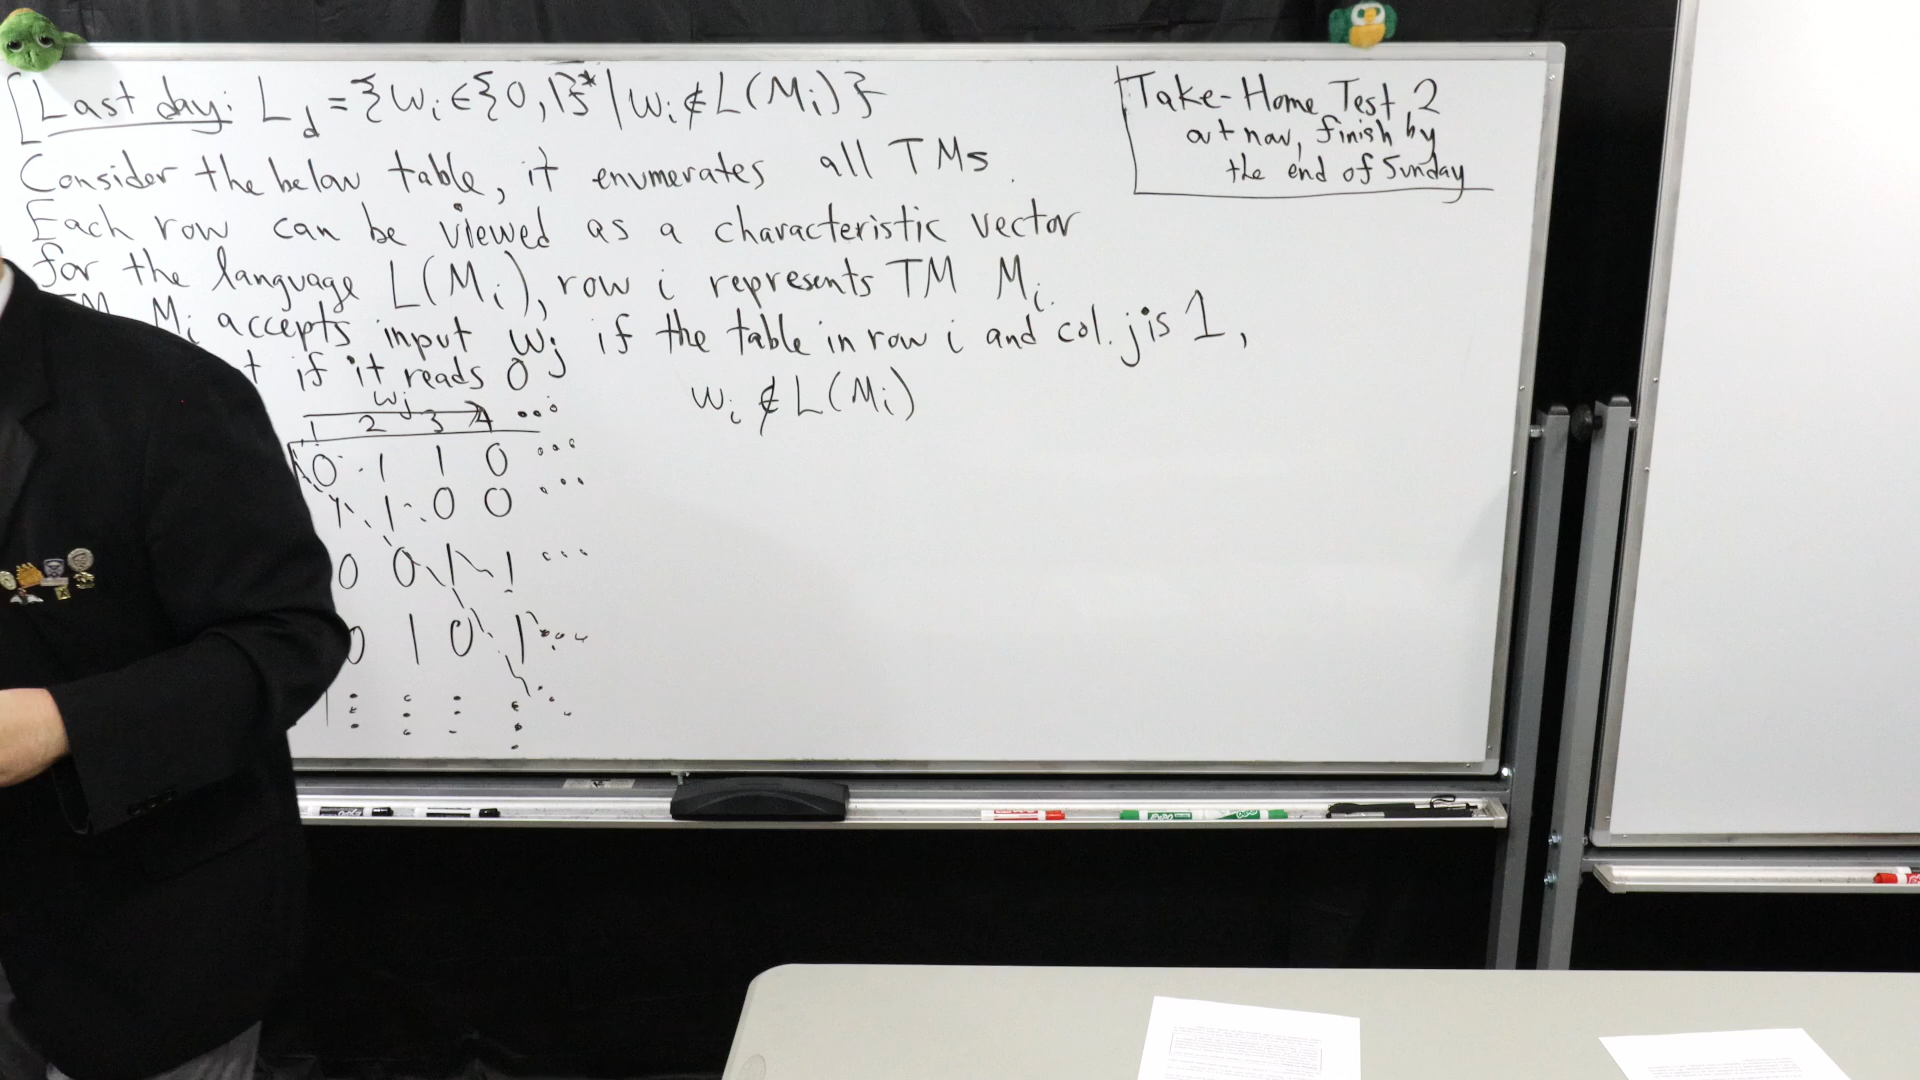 Last day: L_d = {w_i ∈ {0,1}* | w_i ∉ L(M_i)}
Consider the below table, it enumerates all TMs.
Each row can be viewed as a characteristic vector
for the language L(M_i), row i represents TM M_i.
TM M_i accepts input w_j if the table in row i and col. j is 1,
if it reads 0
w_i ∉ L(M_i)
w_j
1 2 3 4 ...
0 1 1 0 ...
1 1 0 0 ...
0 0 1 1 ...
0 1 0 1 ...
Take-Home Test 2
out now, finish by
the end of Sunday